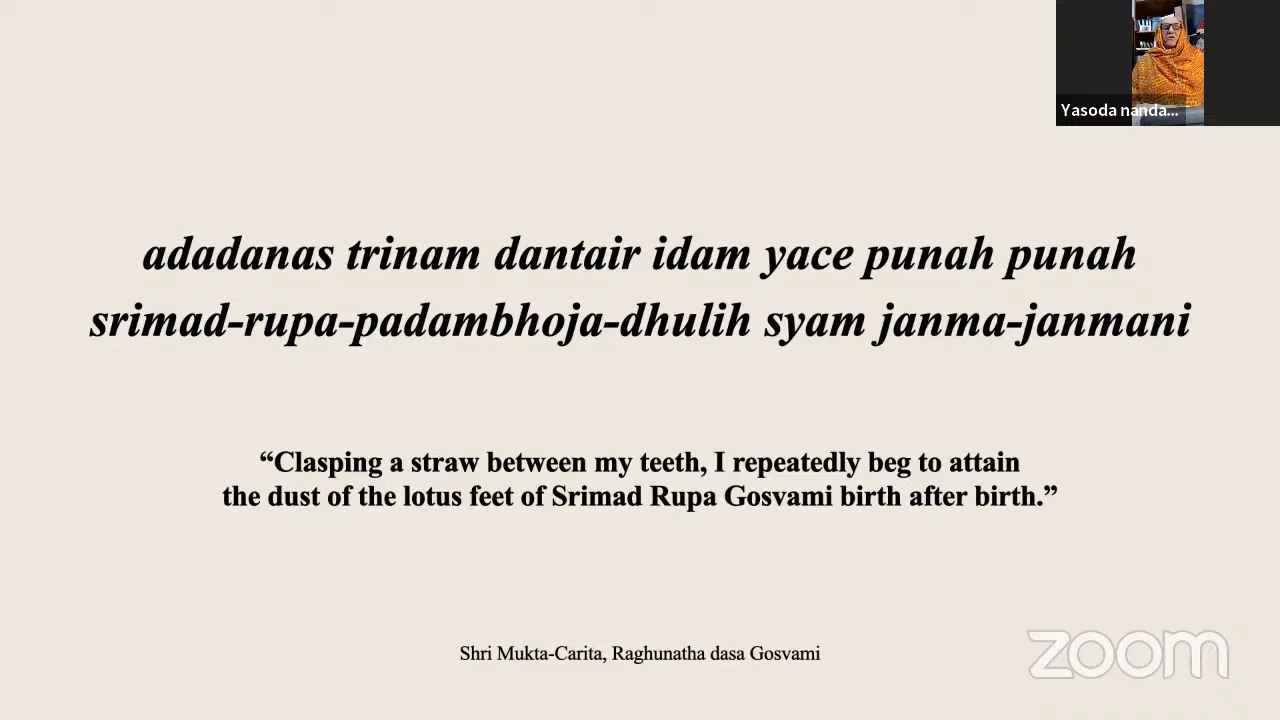 Yasoda nanda...
adadanas trinam dantair idam yace punah punah
srimad-rupa-padambhoja-dhulih syam janma-janmani
“Clasping a straw between my teeth, I repeatedly beg to attain
the dust of the lotus feet of Srimad Rupa Gosvami birth after birth.”
Shri Mukta-Carita, Raghunatha dasa Gosvami
zoom